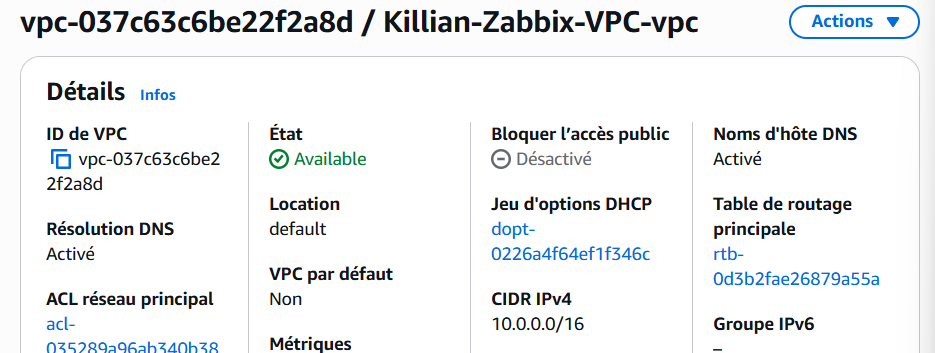 vpc-037c63c6be22f2a8d / Killian-Zabbix-VPC-vpc
Actions
Détails Infos
ID de VPC
vpc-037c63c6be2
2f2a8d
Résolution DNS
Activé
ACL réseau principal
acl-
035289a96ab340b38
État
Available
Location
default
VPC par défaut
Non
Métriques
Bloquer l’accès public
Désactivé
Jeu d'options DHCP
dopt-
0226a4f64ef1f346c
CIDR IPv4
10.0.0.0/16
Noms d'hôte DNS
Activé
Table de routage
principale
rtb-
0d3b2fae26879a55a
Groupe IPv6
–